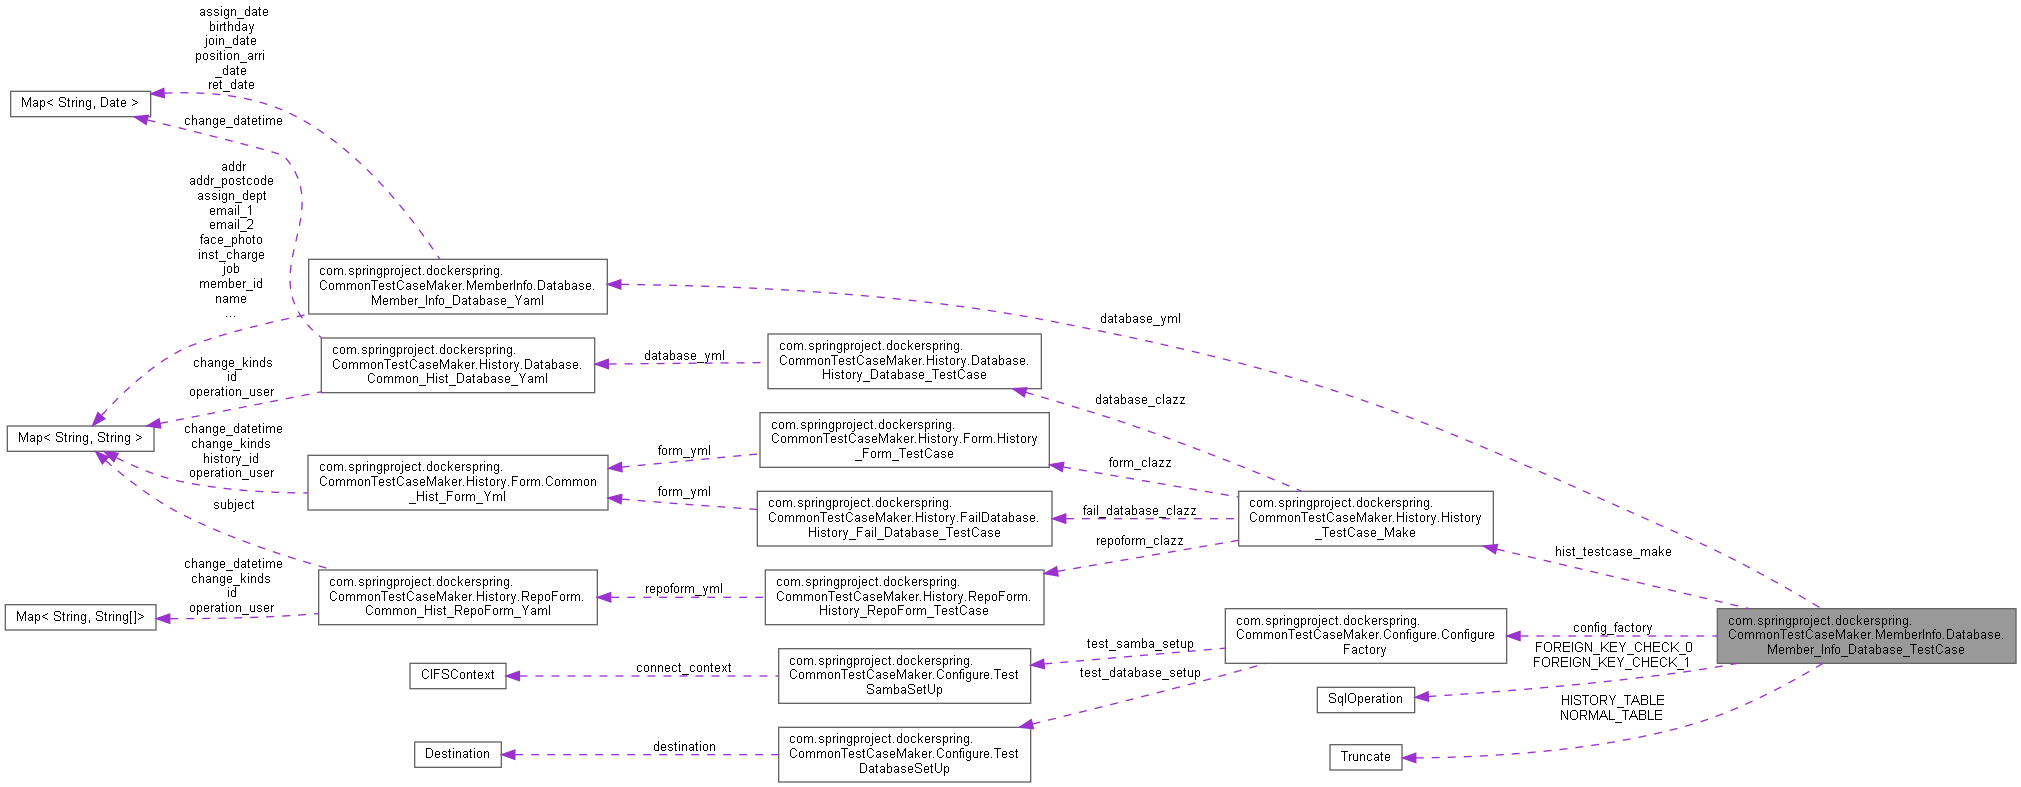 assign_date
birthday
join_date
position_arri
_date
ret_date
Map< String, Date >
change_datetime
addr
addr_postcode
assign_dept
email_1
email_2
face_photo
inst_charge
job
member_id
name
...
com.springproject.dockerspring.
CommonTestCaseMaker.MemberInfo.Database.
Member_Info_Database_Yaml
database_yml
com.springproject.dockerspring.
CommonTestCaseMaker.History.Database.
Common_Hist_Database_Yaml
database_yml
com.springproject.dockerspring.
CommonTestCaseMaker.History.Database.
History_Database_TestCase
change_kinds
id
operation_user
database_clazz
Map< String, String >
change_datetime
change_kinds
history_id
operation_user
com.springproject.dockerspring.
CommonTestCaseMaker.History.Form.Common
_Hist_Form_Yml
form_yml
form_yml
com.springproject.dockerspring.
CommonTestCaseMaker.History.Form.History
_Form_TestCase
form_clazz
subject
com.springproject.dockerspring.
CommonTestCaseMaker.History.FailDatabase.
History_Fail_Database_TestCase
fail_database_clazz
com.springproject.dockerspring.
CommonTestCaseMaker.History.History
_TestCase_Make
repoform_clazz
hist_testcase_make
change_datetime
change_kinds
id
operation_user
Map< String, String[]>
com.springproject.dockerspring.
CommonTestCaseMaker.History.RepoForm.
Common_Hist_RepoForm_Yaml
repoform_yml
com.springproject.dockerspring.
CommonTestCaseMaker.History.RepoForm.
History_RepoForm_TestCase
com.springproject.dockerspring.
CommonTestCaseMaker.Configure.Configure
Factory
config_factory
FOREIGN_KEY_CHECK_0
FOREIGN_KEY_CHECK_1
com.springproject.dockerspring.
CommonTestCaseMaker.MemberInfo.Database.
Member_Info_Database_TestCase
test_samba_setup
test_database_setup
CIFSContext
connect_context
com.springproject.dockerspring.
CommonTestCaseMaker.Configure.Test
SambaSetUp
SqlOperation
HISTORY_TABLE
NORMAL_TABLE
Destination
destination
com.springproject.dockerspring.
CommonTestCaseMaker.Configure.Test
DatabaseSetUp
Truncate